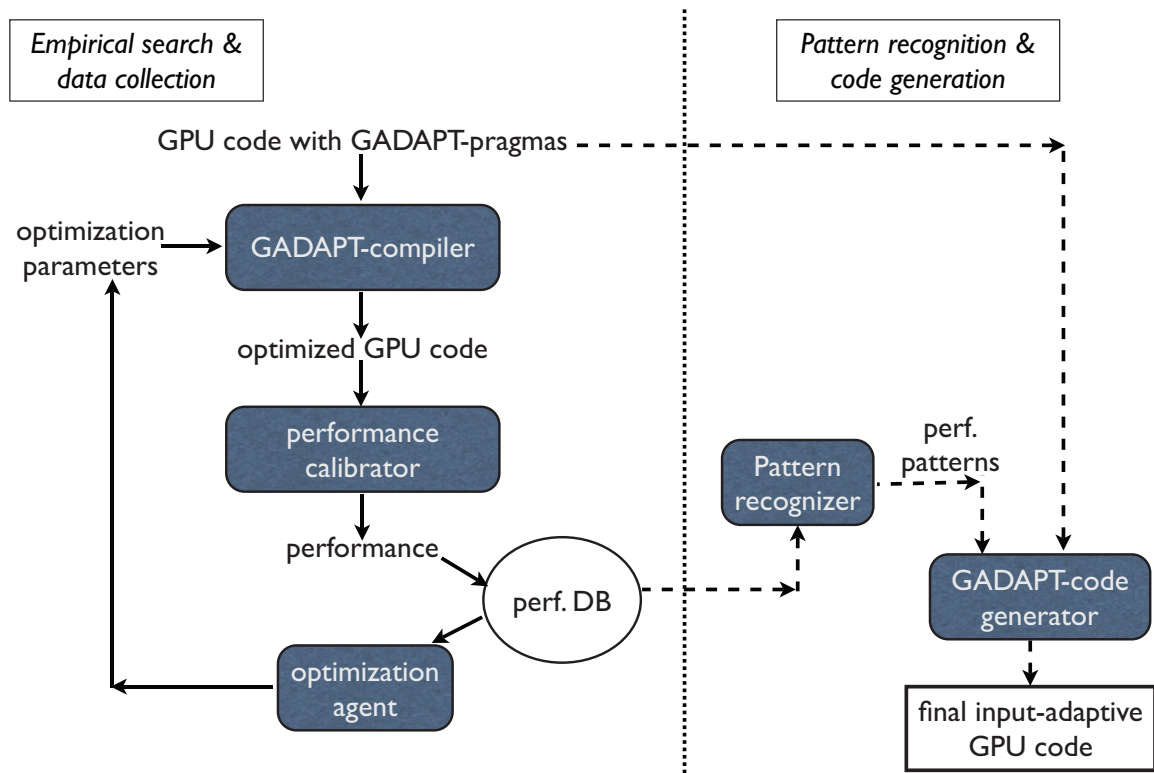 Empirical search &
data collection
Pattern recognition &
code generation
GPU code with GADAPT-pragmas
optimization
parameters
GADAPT-compiler
optimized GPU code
performance
calibrator
performance
perf. DB
optimization
agent
Pattern
recognizer
perf.
patterns
GADAPT-code
generator
final input-adaptive
GPU code